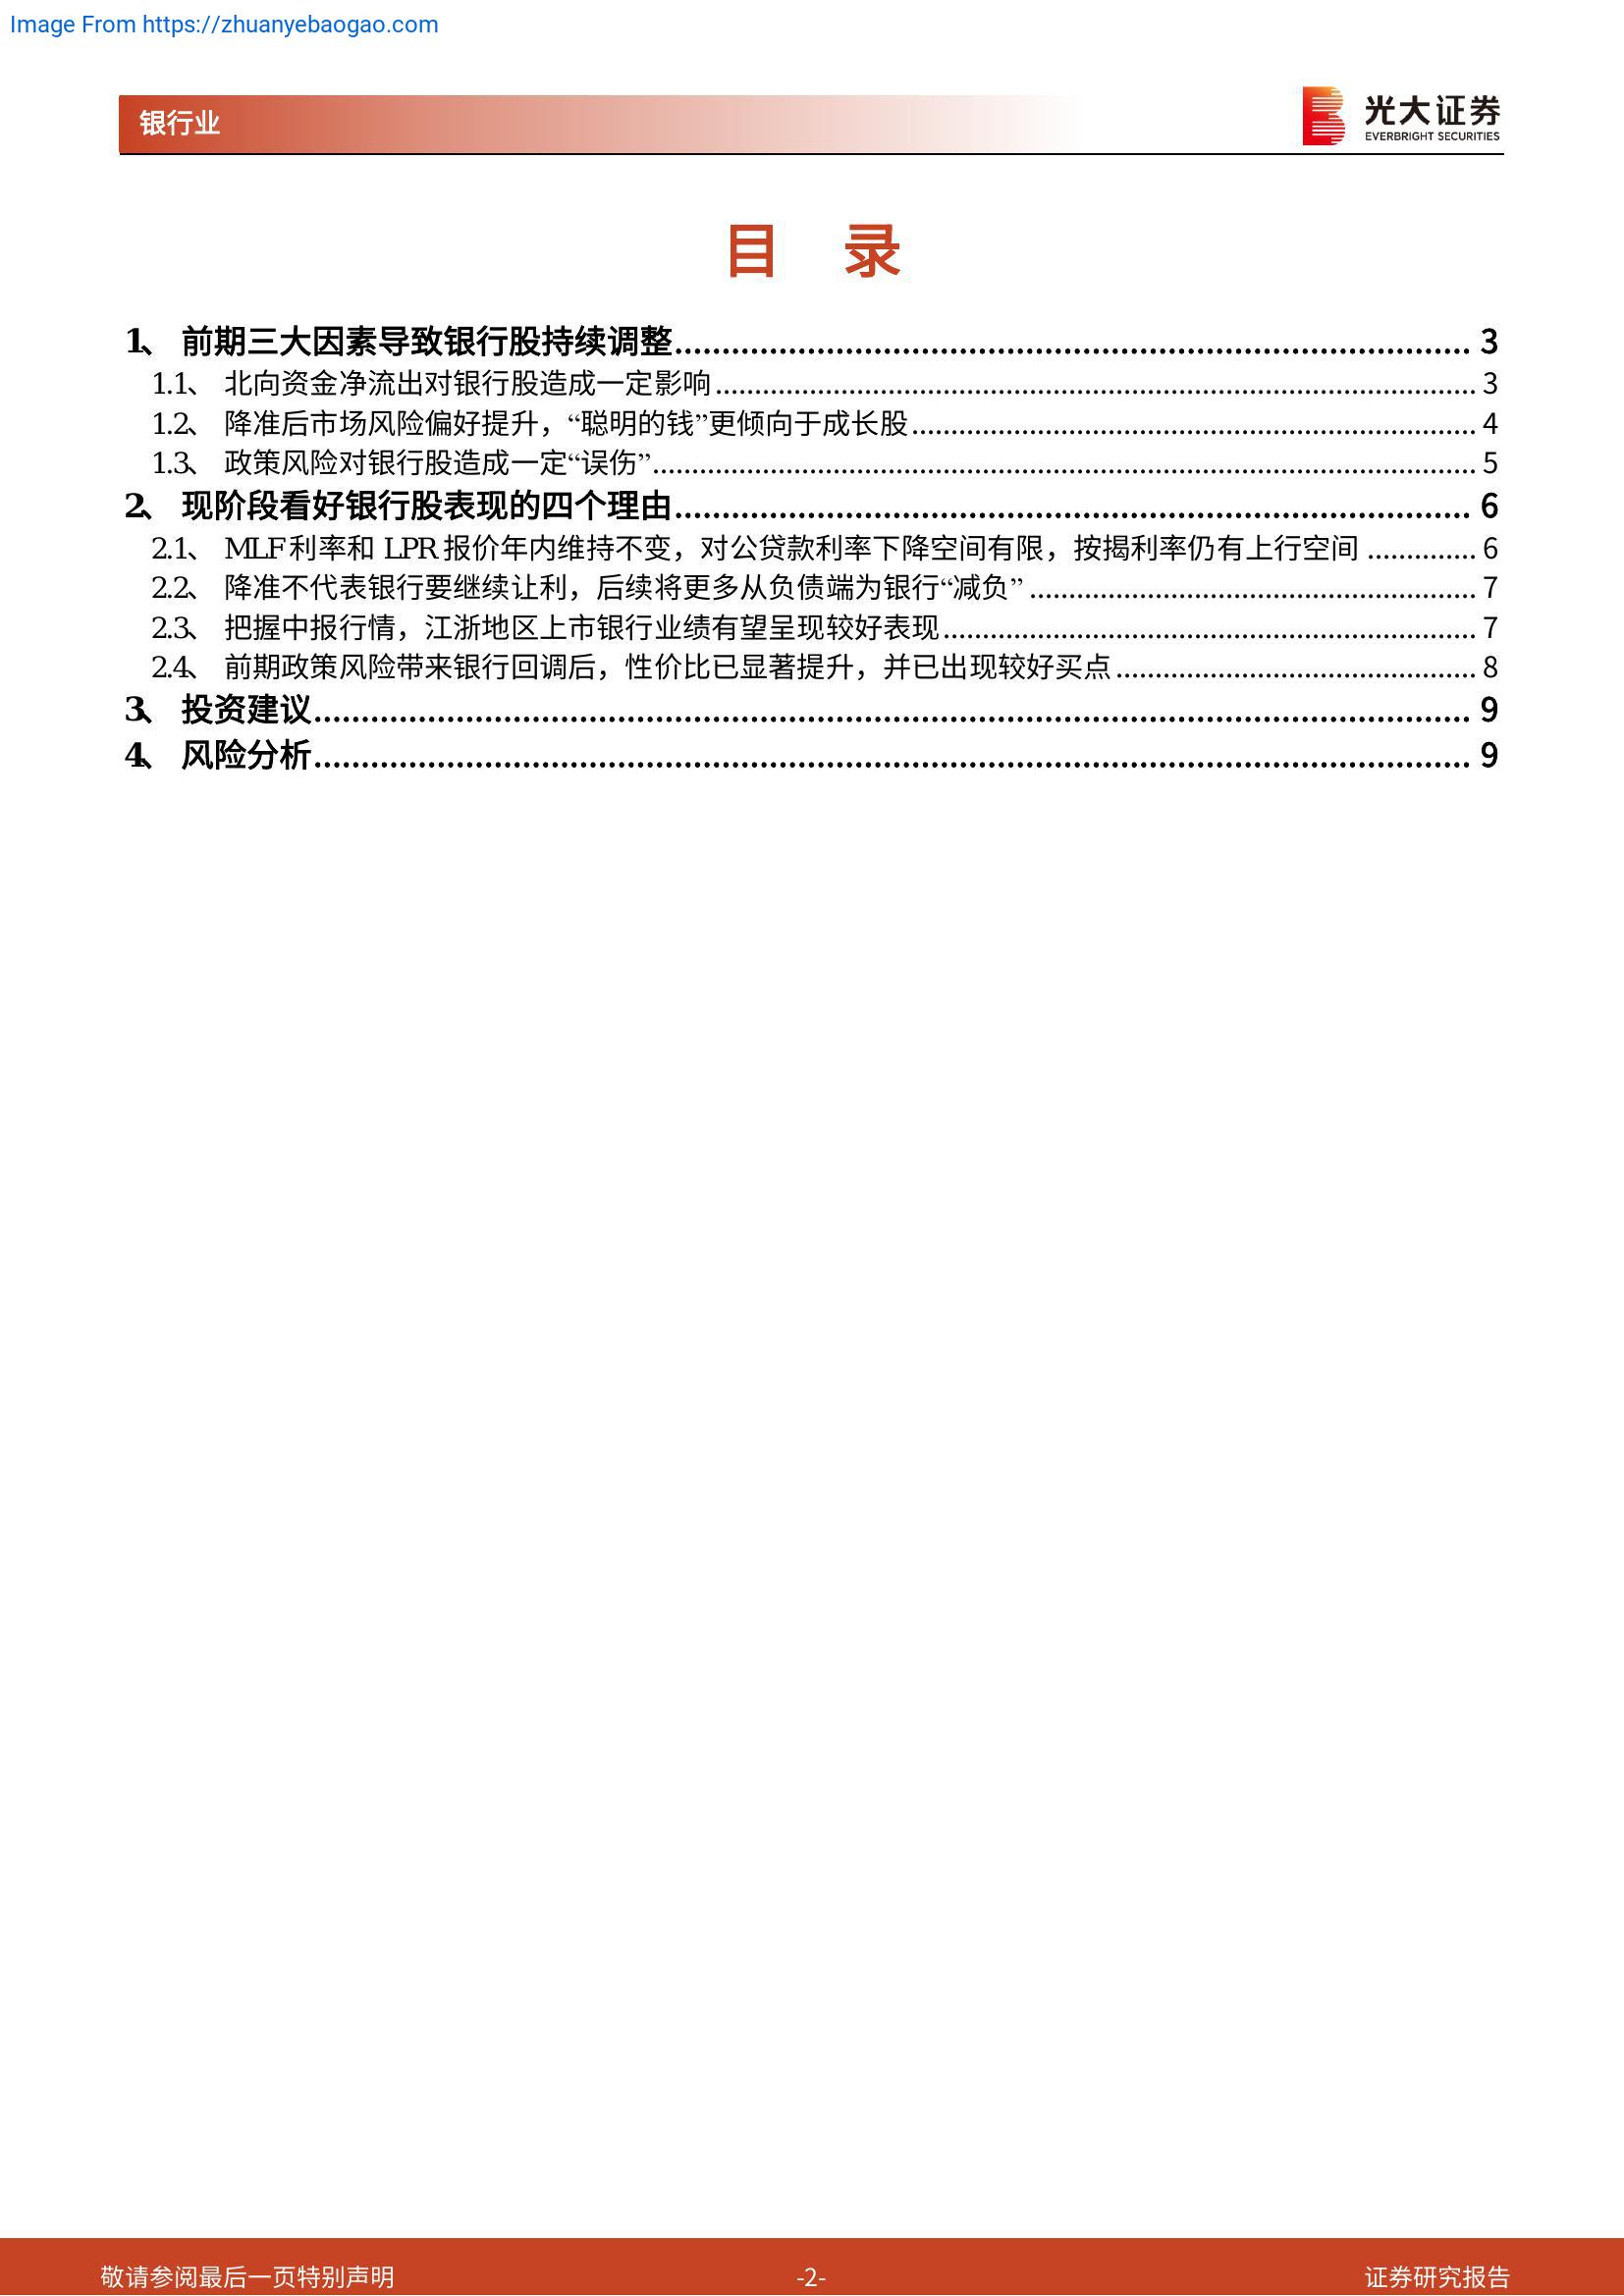 Image From https://zhuanyebaogao.com
银行业
光大证券
EVERBRIGHT SECURITIES
目 录
1、 前期三大因素导致银行股持续调整 3
1.1、 北向资金净流出对银行股造成一定影响 3
1.2、 降准后市场风险偏好提升，“聪明的钱”更倾向于成长股 4
1.3、 政策风险对银行股造成一定“误伤” 5
2、 现阶段看好银行股表现的四个理由 6
2.1、 MLF 利率和 LPR 报价年内维持不变，对公贷款利率下降空间有限，按揭利率仍有上行空间 6
2.2、 降准不代表银行要继续让利，后续将更多从负债端为银行“减负” 7
2.3、 把握中报行情，江浙地区上市银行业绩有望呈现较好表现 7
2.4、 前期政策风险带来银行回调后，性价比已显著提升，并已出现较好买点 8
3、 投资建议 9
4、 风险分析 9
敬请参阅最后一页特别声明 -2- 证券研究报告